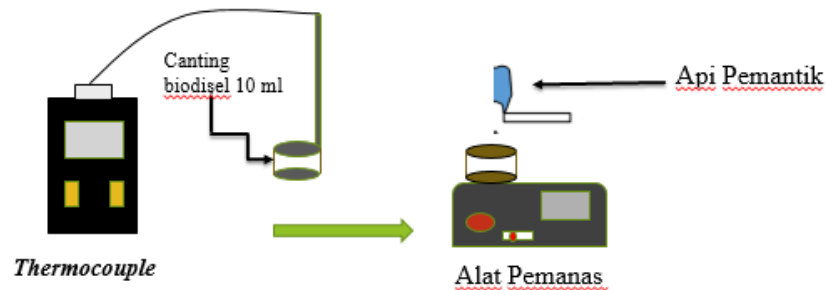 Canting
biodisel 10 ml
Api Pemantik
Thermocouple
Alat Pemanas